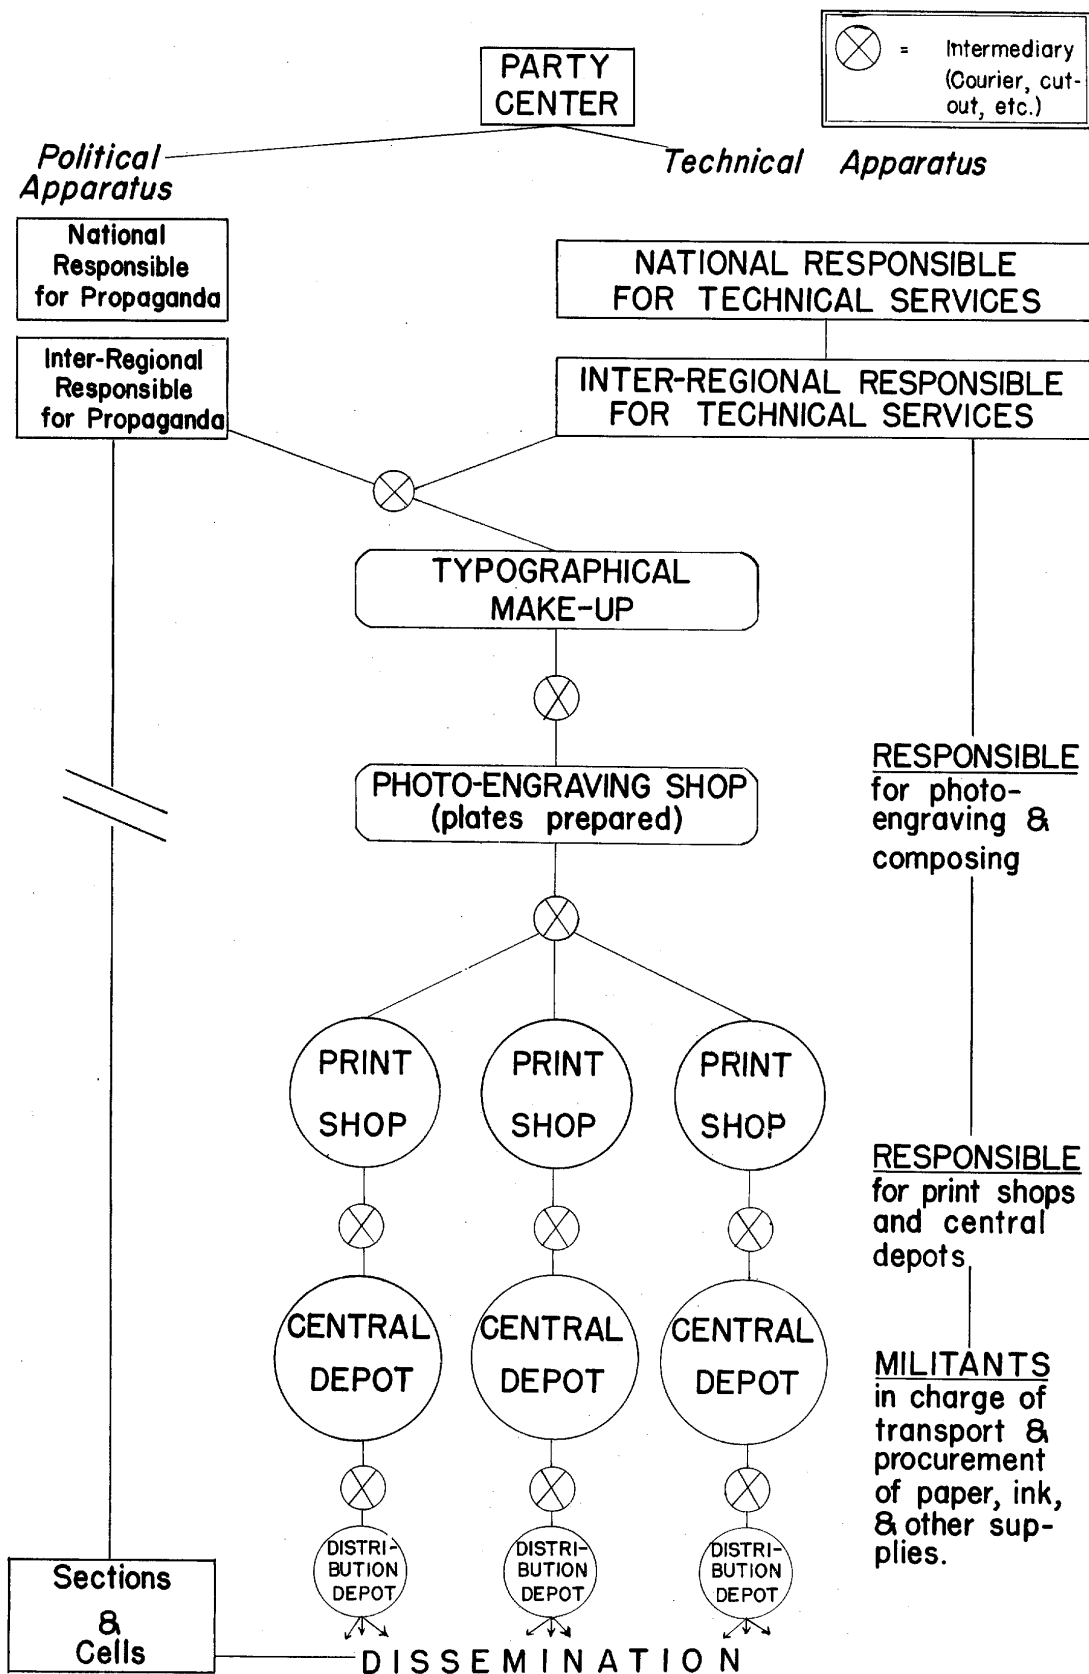 = Intermediary
(Courier, cut-
out, etc.)
PARTY
CENTER
Political
Apparatus
Technical Apparatus
National
Responsible
for Propaganda
NATIONAL RESPONSIBLE
FOR TECHNICAL SERVICES
Inter-Regional
Responsible
for Propaganda
INTER-REGIONAL RESPONSIBLE
FOR TECHNICAL SERVICES
TYPOGRAPHICAL
MAKE-UP
PHOTO-ENGRAVING SHOP
(plates prepared)
RESPONSIBLE
for photo-
engraving &
composing
PRINT
SHOP
PRINT
SHOP
PRINT
SHOP
RESPONSIBLE
for print shops
and central
depots
CENTRAL
DEPOT
CENTRAL
DEPOT
CENTRAL
DEPOT
MILITANTS
in charge of
transport &
procurement
of paper, ink,
& other sup-
plies.
DISTRI-
BUTION
DEPOT
DISTRI-
BUTION
DEPOT
DISTRI-
BUTION
DEPOT
Sections
&
Cells
DISSEMINATION